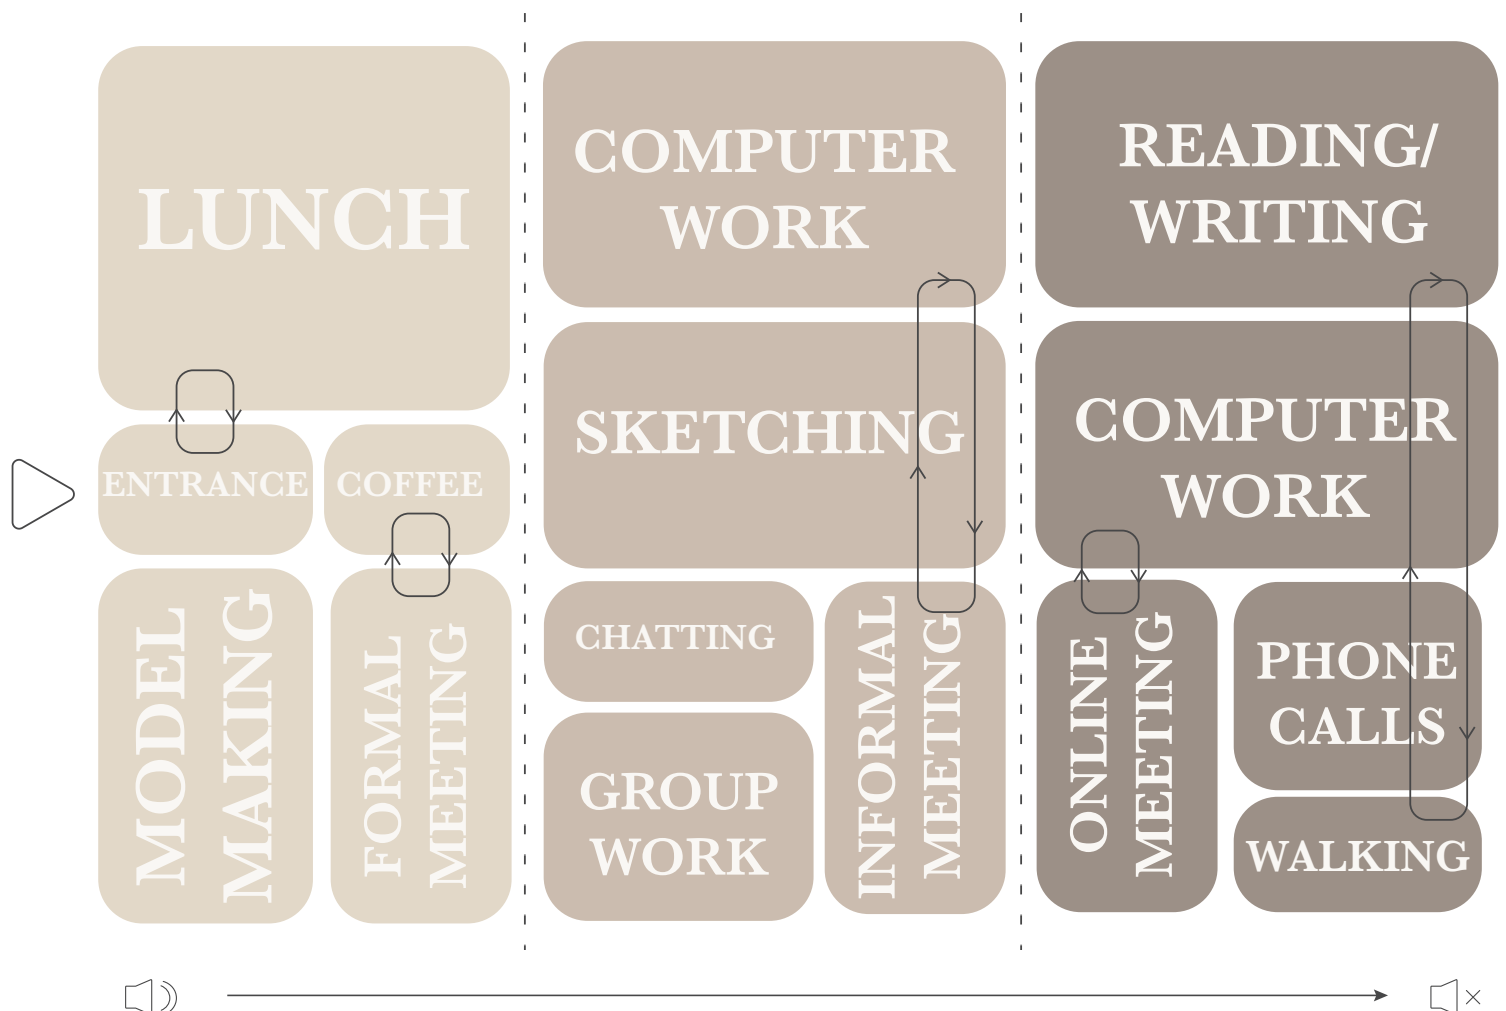 LUNCH
ENTRANCE
COFFEE
MODEL
MAKING
FORMAL
MEETING
COMPUTER
WORK
SKETCHING
CHATTING
GROUP
WORK
INFORMAL
MEETING
READING/
WRITING
COMPUTER
WORK
ONLINE
MEETING
PHONE
CALLS
WALKING